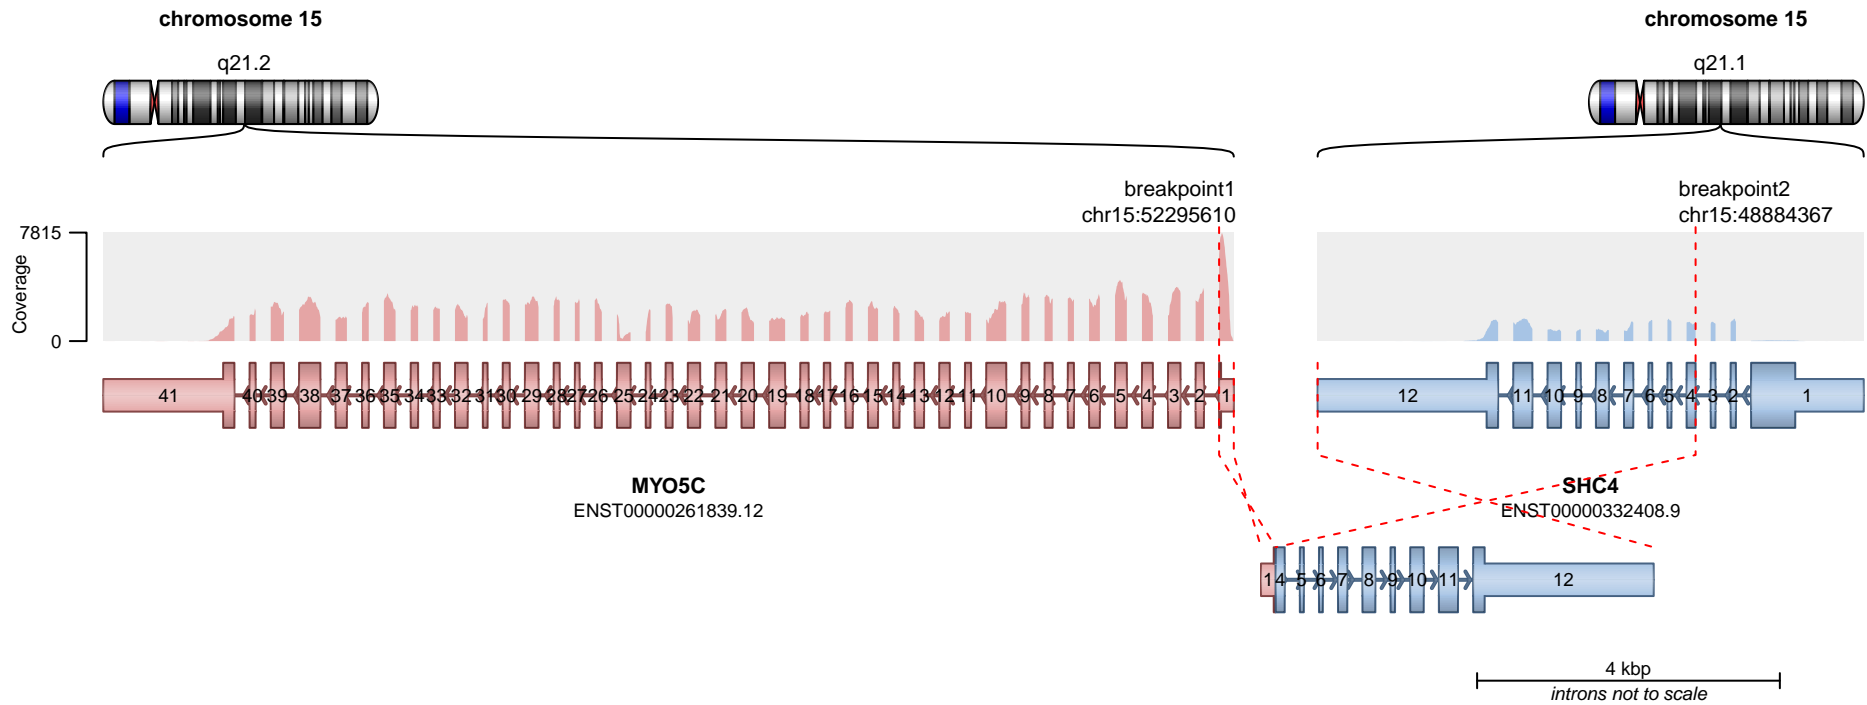 chromosome 15
chromosome 15
q21.2
q21.1
breakpoint1
chr15:52295610
breakpoint2
chr15:48884367
7815
Coverage
0
41 40 39 38 37 36 35 34 33 32 31 30 29 28 27 26 25 24 23 22 21 20 19 18 17 16 15 14 13 12 11 10 9 8 7 6 5 4 3 2 1
12 11 10 9 8 7 6 5 4 3 2 1
MYO5C
ENST00000261839.12
SHC4
ENST00000332408.9
1 4 5 6 7 8 9 10 11 12
4 kbp
introns not to scale